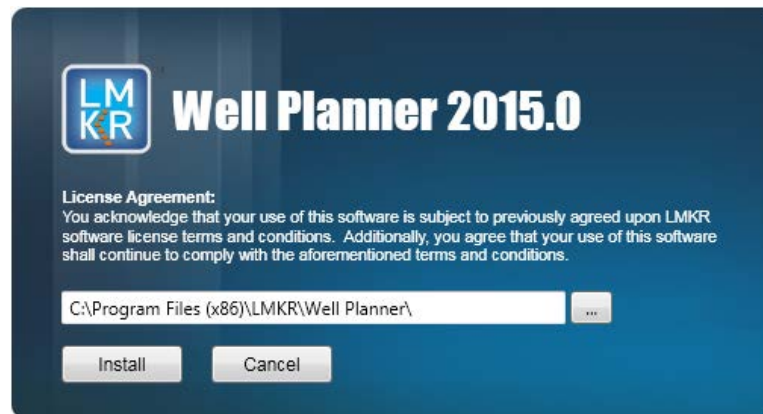 LM
KR
Well Planner 2015.0
License Agreement:
You acknowledge that your use of this software is subject to previously agreed upon LMKR
software license terms and conditions.  Additionally, you agree that your use of this software
shall continue to comply with the aforementioned terms and conditions.
C:\Program Files (x86)\LMKR\Well Planner\
...
Install
Cancel